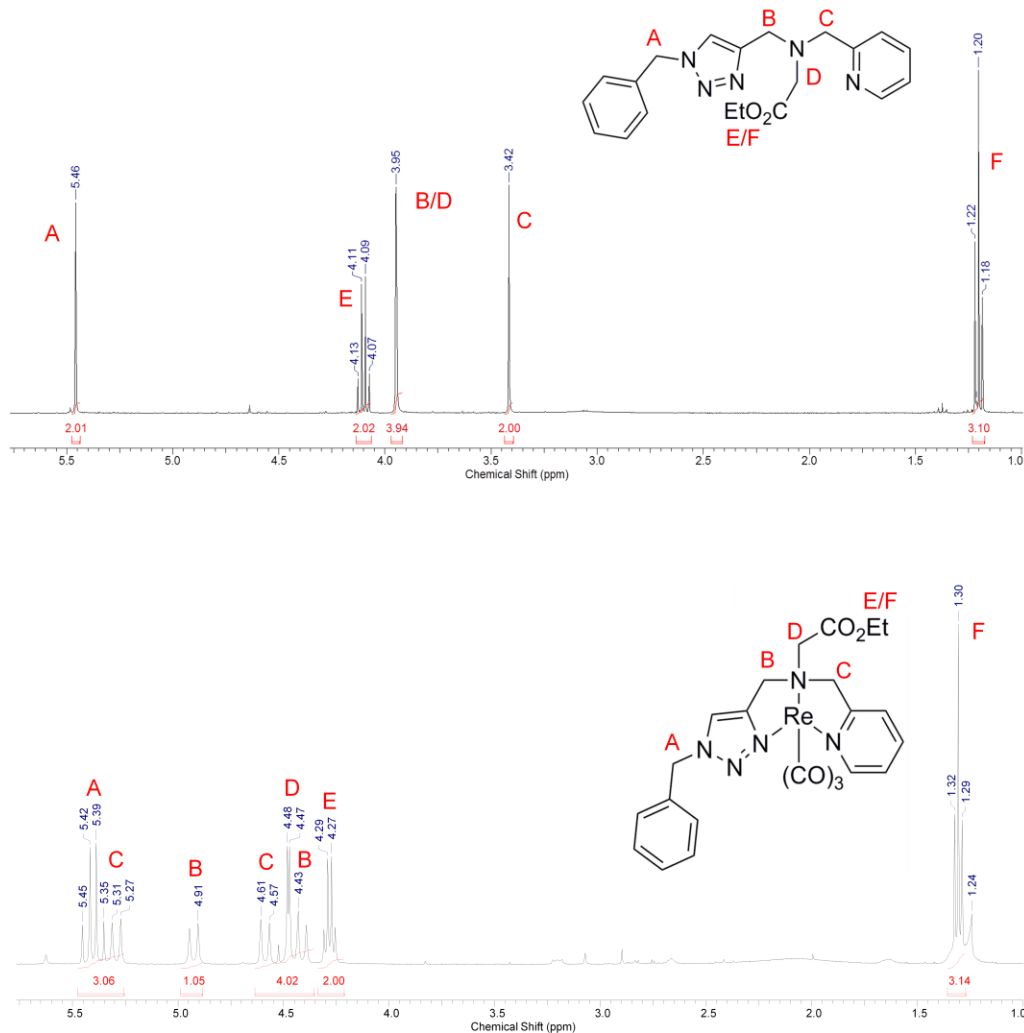 A
B
C
N
N
N
N
N
D
EtO₂C
E/F
A
5.46
E
4.13
4.11
4.09
4.07
3.95
B/D
3.42
C
1.22
1.20
1.18
F
2.01
2.02
3.94
2.00
3.10
5.5
5.0
4.5
4.0
3.5
3.0
2.5
2.0
1.5
1.0
Chemical Shift (ppm)
E/F
D
CO₂Et
B
C
N
Re
A
N
N
N
N
(CO)₃
A
5.45
5.42
5.39
5.35
C
5.31
5.27
B
4.91
C
4.61
4.57
D
4.48
4.47
B
4.43
E
4.29
4.27
1.32
1.30
1.29
F
1.24
3.06
1.05
4.02
2.00
3.14
5.5
5.0
4.5
4.0
3.5
3.0
2.5
2.0
1.5
1.0
Chemical Shift (ppm)